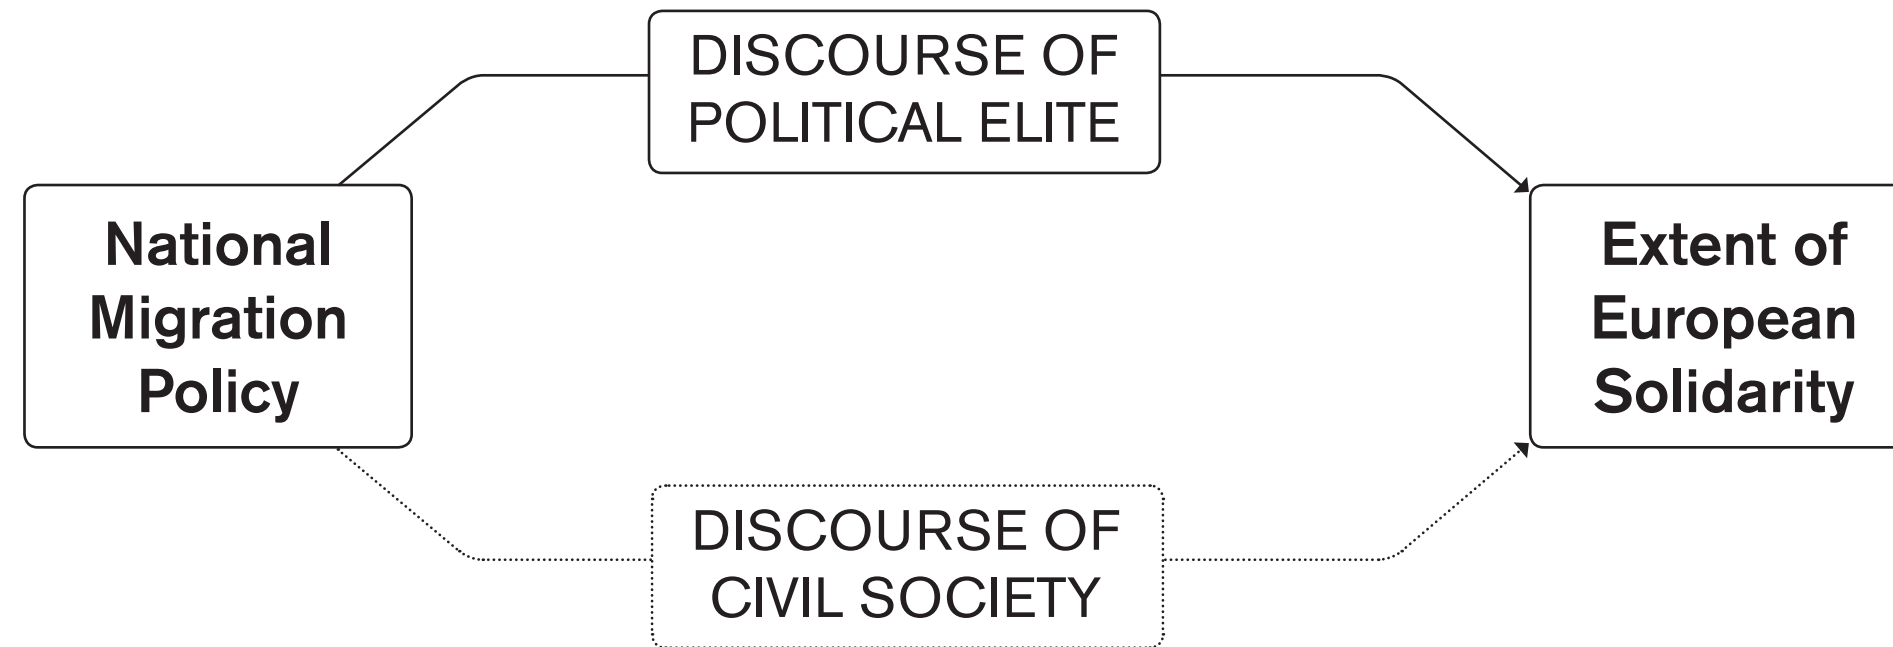 DISCOURSE OF
POLITICAL ELITE
National
Migration
Policy
Extent of
European
Solidarity
DISCOURSE OF
CIVIL SOCIETY